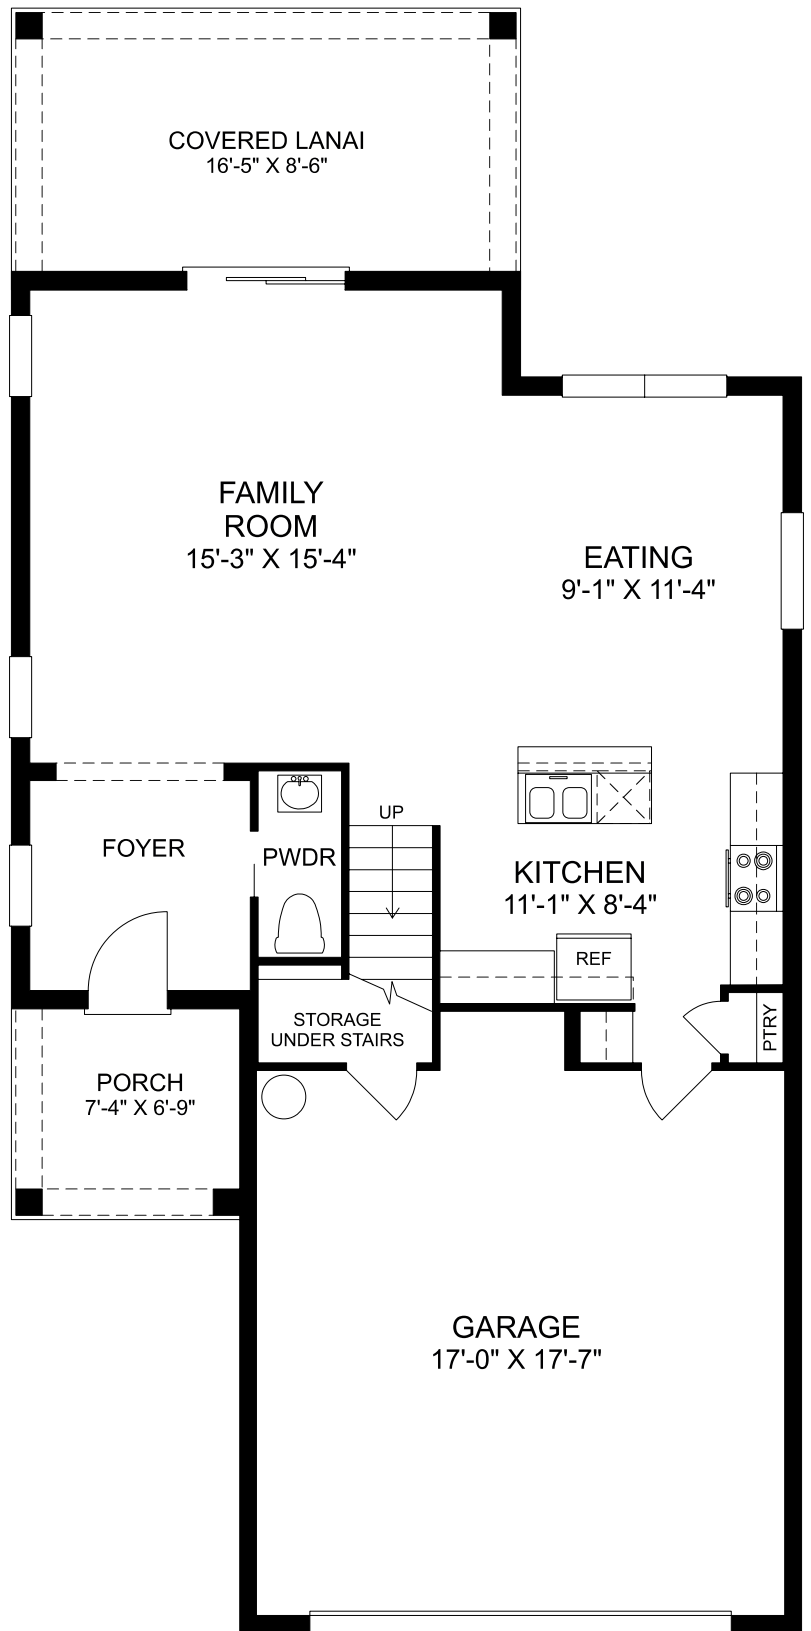 COVERED LANAI
16'-5" X 8'-6"
FAMILY
ROOM
15'-3" X 15'-4"
EATING
9'-1" X 11'-4"
UP
FOYER
PWDR
KITCHEN
11'-1" X 8'-4"
REF
STORAGE
UNDER STAIRS
PTRY
PORCH
7'-4" X 6'-9"
GARAGE
17'-0" X 17'-7"